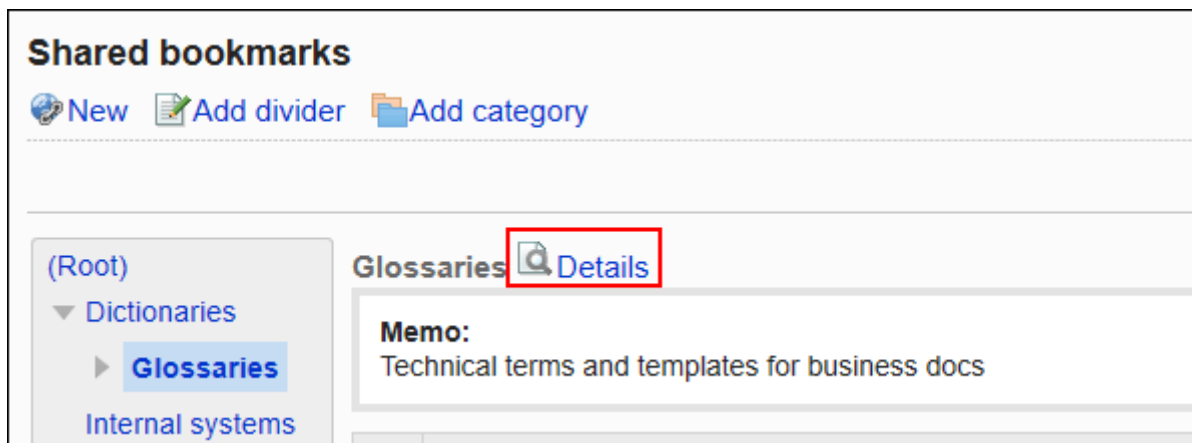 Shared bookmarks
New Add divider Add category
(Root)
Dictionaries
Glossaries
Internal systems
Glossaries Details
Memo:
Technical terms and templates for business docs